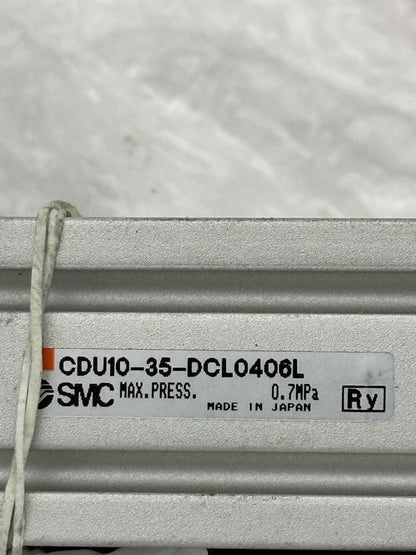 CDU10-35-DCL0406L
SMC MAX.PRESS. 0.7MPa
MADE IN JAPAN
Ry